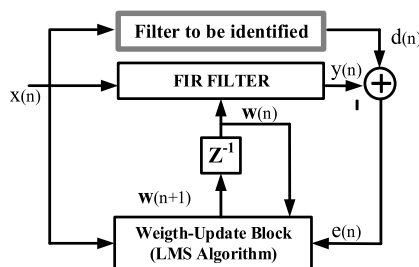 Filter to be identified
d(n)
FIR FILTER
y(n)
x(n)
-
+
w(n)
Z-1
w(n+1)
Weigth-Update Block
(LMS Algorithm)
e(n)